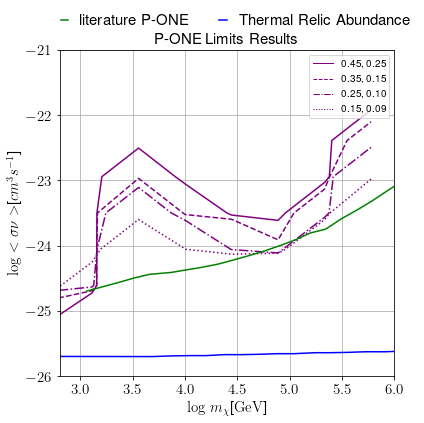 literature P-ONE Thermal Relic Abundance
P-ONE Limits Results
0.45, 0.25
0.35, 0.15
0.25, 0.10
0.15, 0.09
log < σν >[cm³ s⁻¹]
−21
−22
−23
−24
−25
−26
3.0 3.5 4.0 4.5 5.0 5.5 6.0
log mχ[GeV]